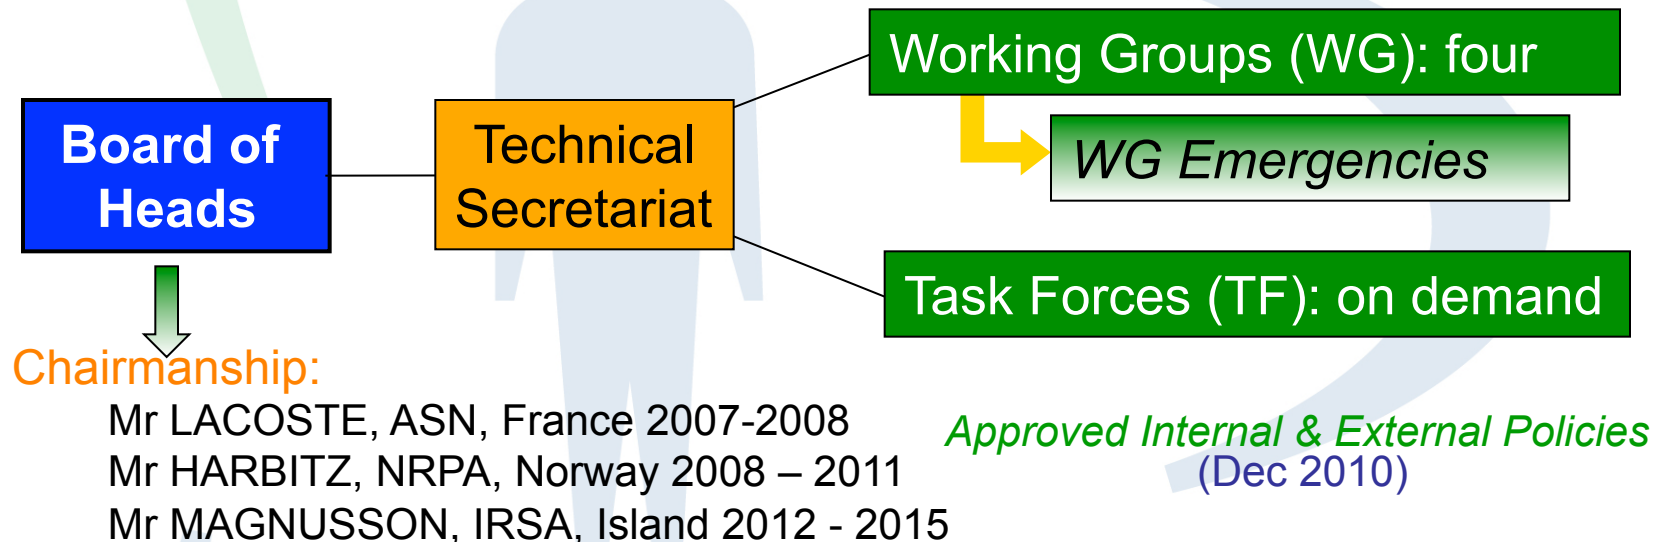 Board of
Heads
Technical
Secretariat
Working Groups (WG): four
WG Emergencies
Task Forces (TF): on demand
Chairmanship:
Mr LACOSTE, ASN, France 2007-2008
Mr HARBITZ, NRPA, Norway 2008 – 2011
Mr MAGNUSSON, IRSA, Island 2012 - 2015
Approved Internal & External Policies
(Dec 2010)